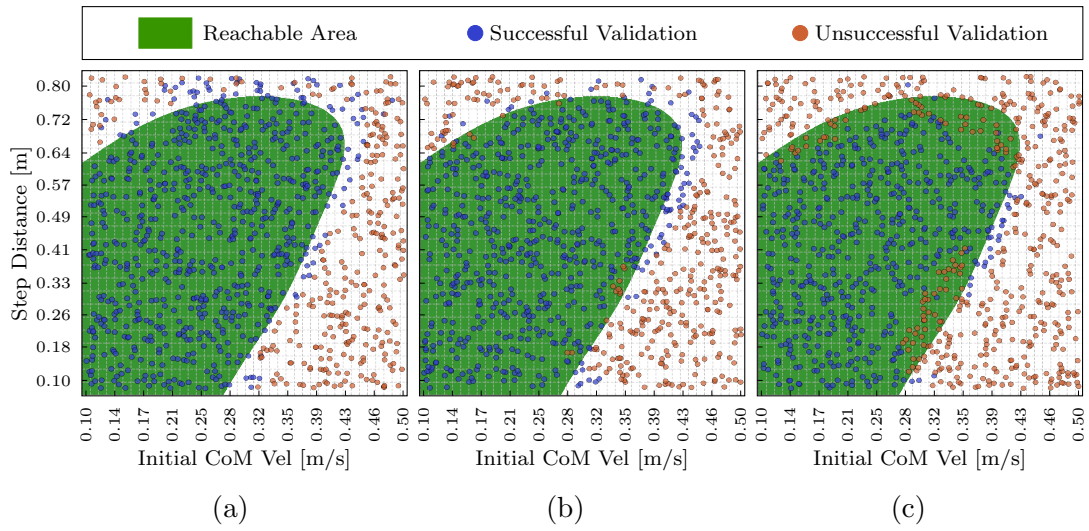 Reachable Area Successful Validation Unsuccessful Validation
Step Distance [m]
0.80
0.72
0.64
0.57
0.49
0.41
0.33
0.26
0.18
0.10
0.10 0.14 0.17 0.21 0.25 0.28 0.32 0.35 0.39 0.43 0.46 0.50
0.10 0.14 0.17 0.21 0.25 0.28 0.32 0.35 0.39 0.43 0.46 0.50
0.10 0.14 0.17 0.21 0.25 0.28 0.32 0.35 0.39 0.43 0.46 0.50
Initial CoM Vel [m/s] Initial CoM Vel [m/s] Initial CoM Vel [m/s]
(a) (b) (c)